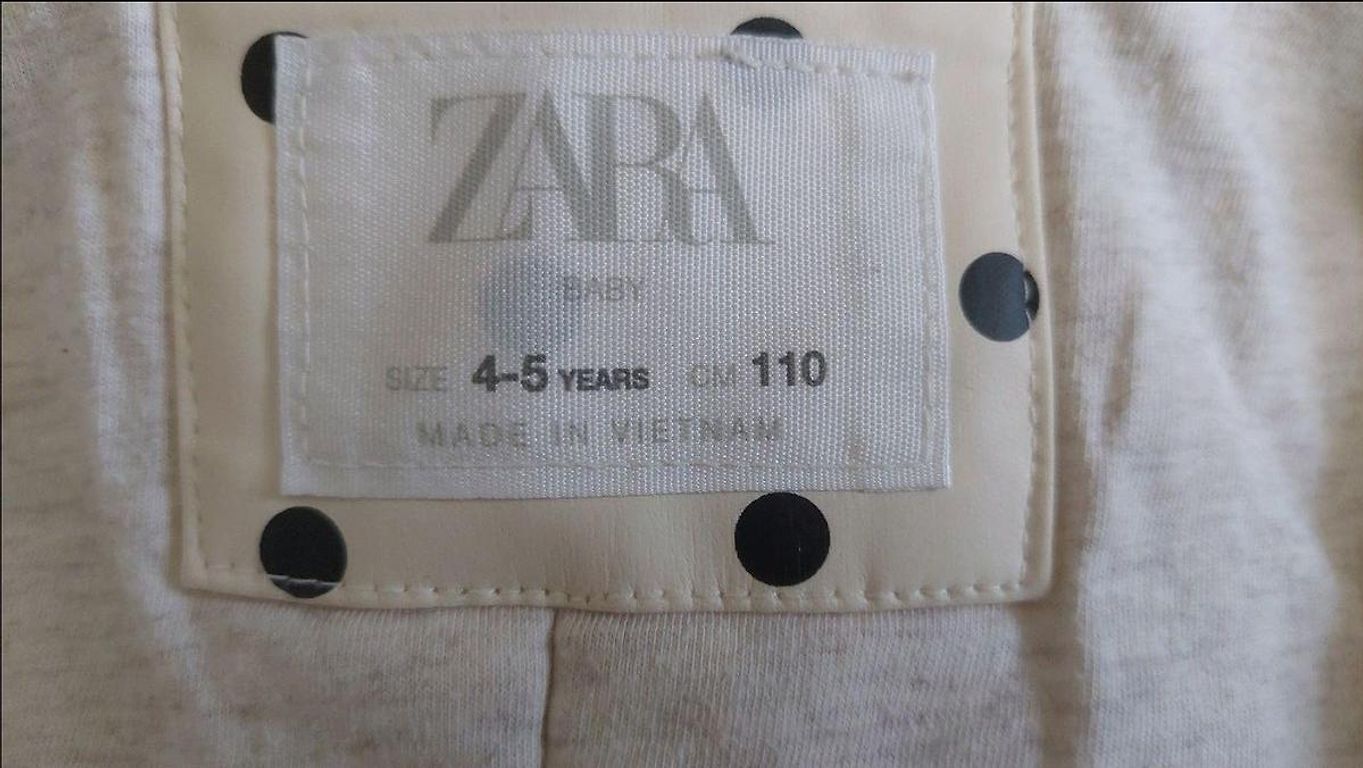 ZARA
BABY
SIZE 4-5 YEARS CM 110
MADE IN VIETNAM